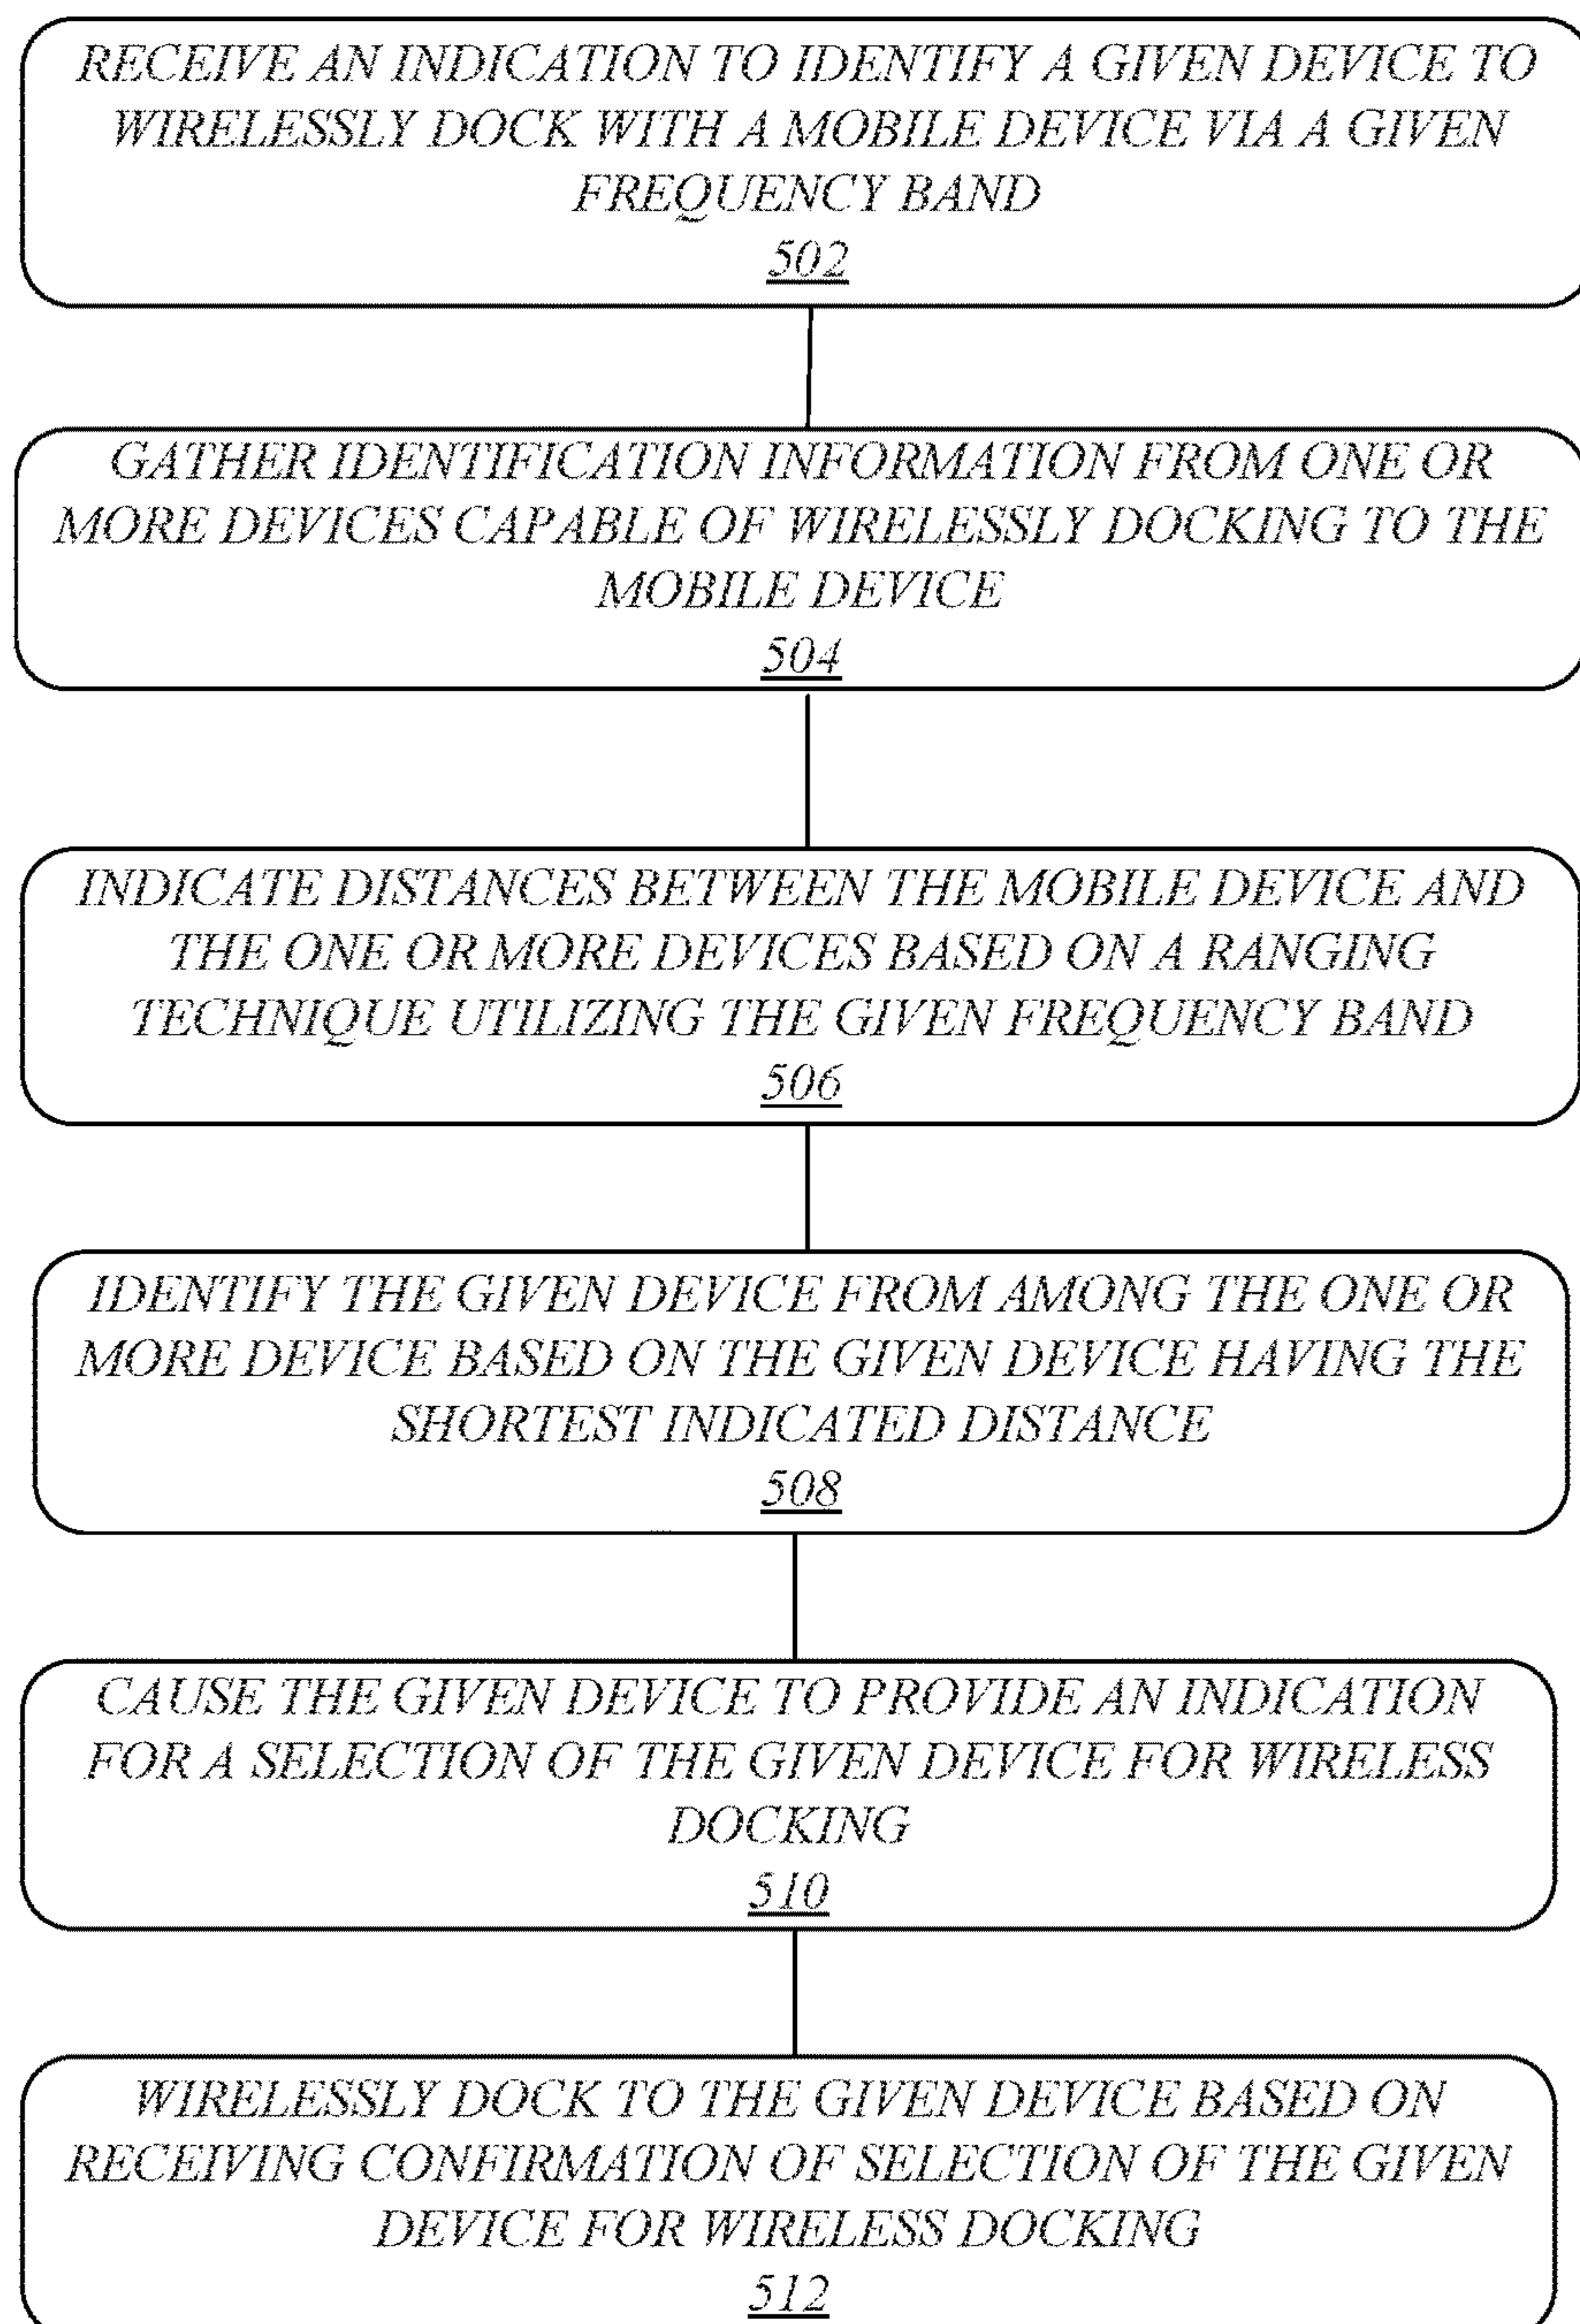 RECEIVE AN INDICATION TO IDENTIFY A GIVEN DEVICE TO
WIRELESSLY DOCK WITH A MOBILE DEVICE VIA A GIVEN
FREQUENCY BAND
502
GATHER IDENTIFICATION INFORMATION FROM ONE OR
MORE DEVICES CAPABLE OF WIRELESSLY DOCKING TO THE
MOBILE DEVICE
504
INDICATE DISTANCES BETWEEN THE MOBILE DEVICE AND
THE ONE OR MORE DEVICES BASED ON A RANGING
TECHNIQUE UTILIZING THE GIVEN FREQUENCY BAND
506
IDENTIFY THE GIVEN DEVICE FROM AMONG THE ONE OR
MORE DEVICE BASED ON THE GIVEN DEVICE HAVING THE
SHORTEST INDICATED DISTANCE
508
CAUSE THE GIVEN DEVICE TO PROVIDE AN INDICATION
FOR A SELECTION OF THE GIVEN DEVICE FOR WIRELESS
DOCKING
510
WIRELESSLY DOCK TO THE GIVEN DEVICE BASED ON
RECEIVING CONFIRMATION OF SELECTION OF THE GIVEN
DEVICE FOR WIRELESS DOCKING
512